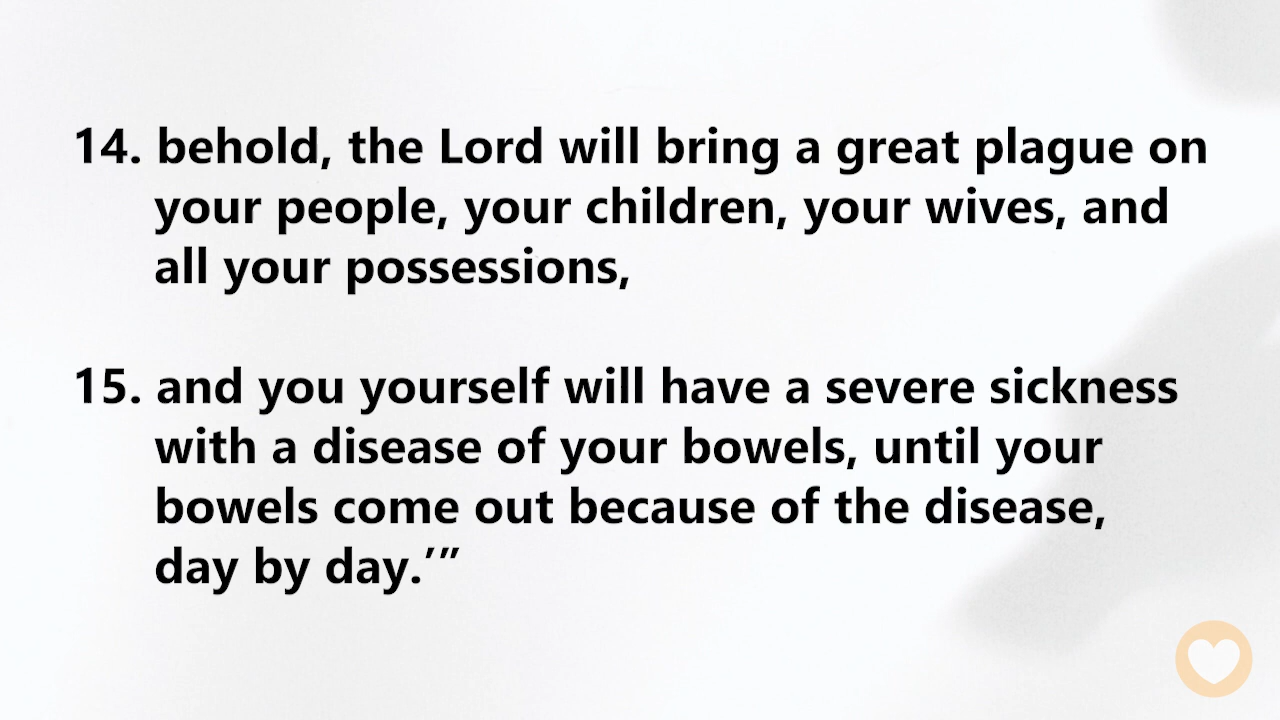 14. behold, the Lord will bring a great plague on
your people, your children, your wives, and
all your possessions,
15. and you yourself will have a severe sickness
with a disease of your bowels, until your
bowels come out because of the disease,
day by day.’”